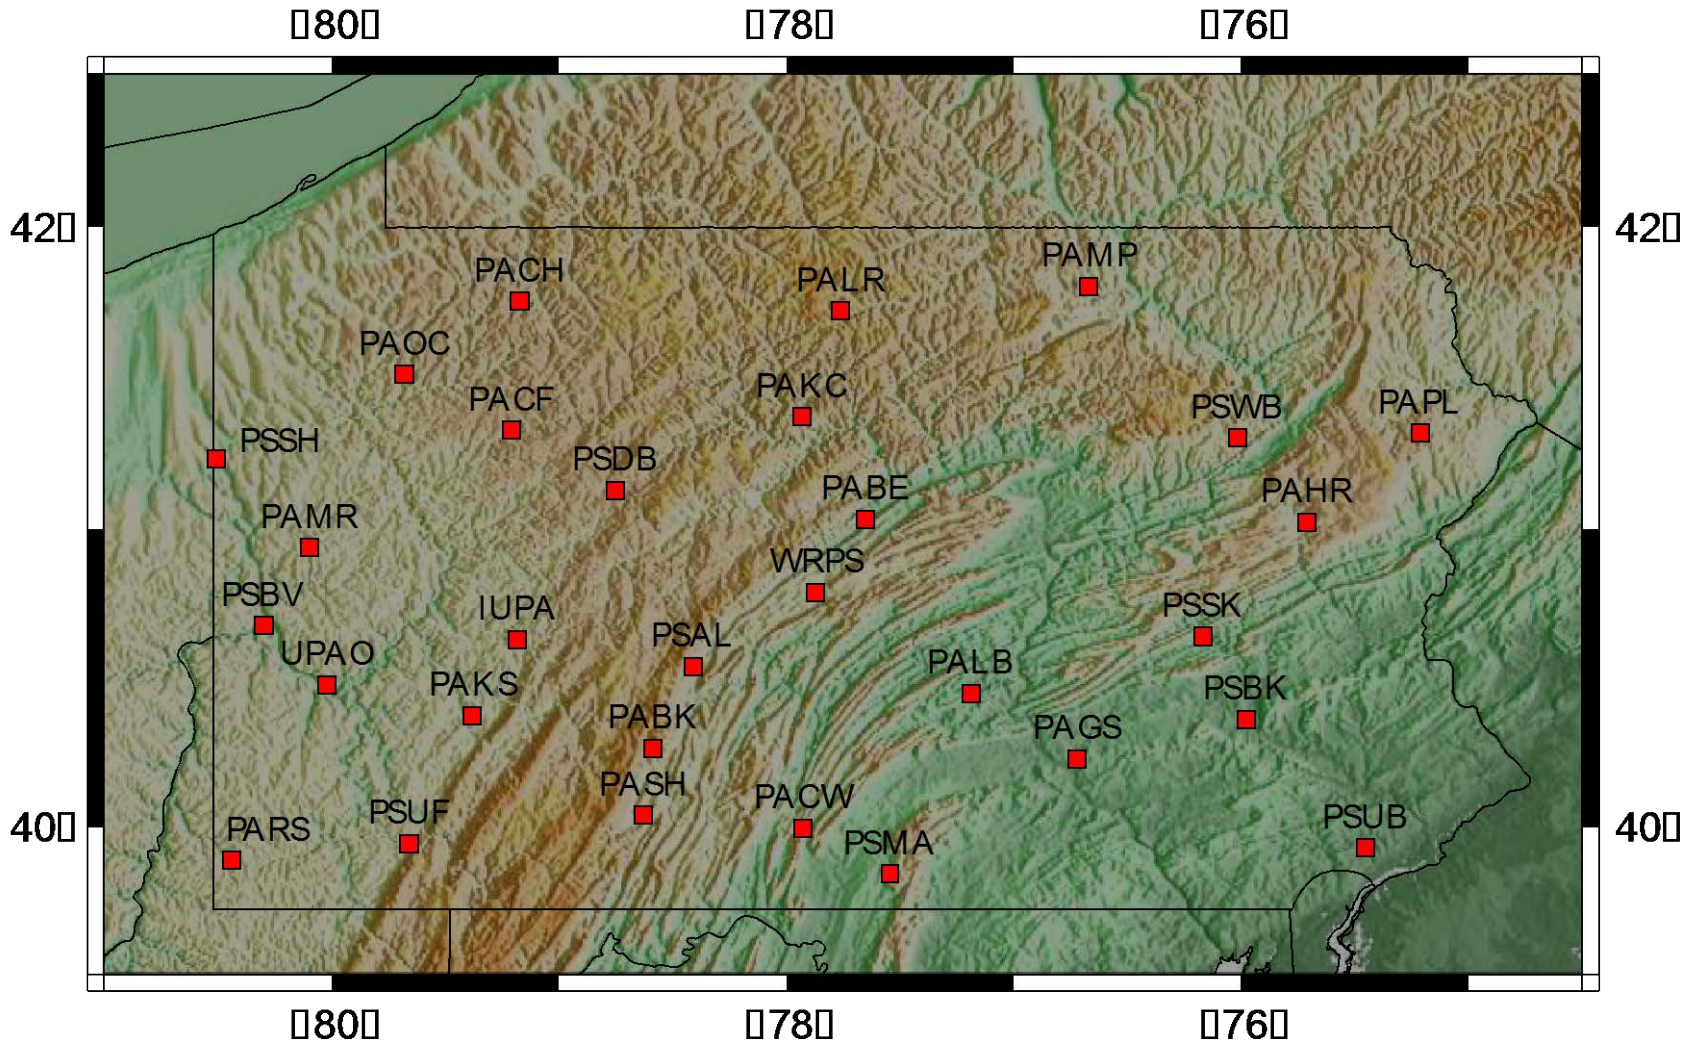 ▯80▯ ▯78▯ ▯76▯
42▯ 42▯
PAMP
PACH
PALR
PAOC
PAKC
PACF
PSWB
PAPL
PSSH
PSDB
PABE
PAHR
PAMR
WRPS
PSBV
IUPA
PSSK
PSAL
UPAO
PALB
PAKS
PSBK
PABK
PAGS
PASH
PACW
40▯ 40▯
PSUF
PSUB
PARS
PSMA
▯80▯ ▯78▯ ▯76▯